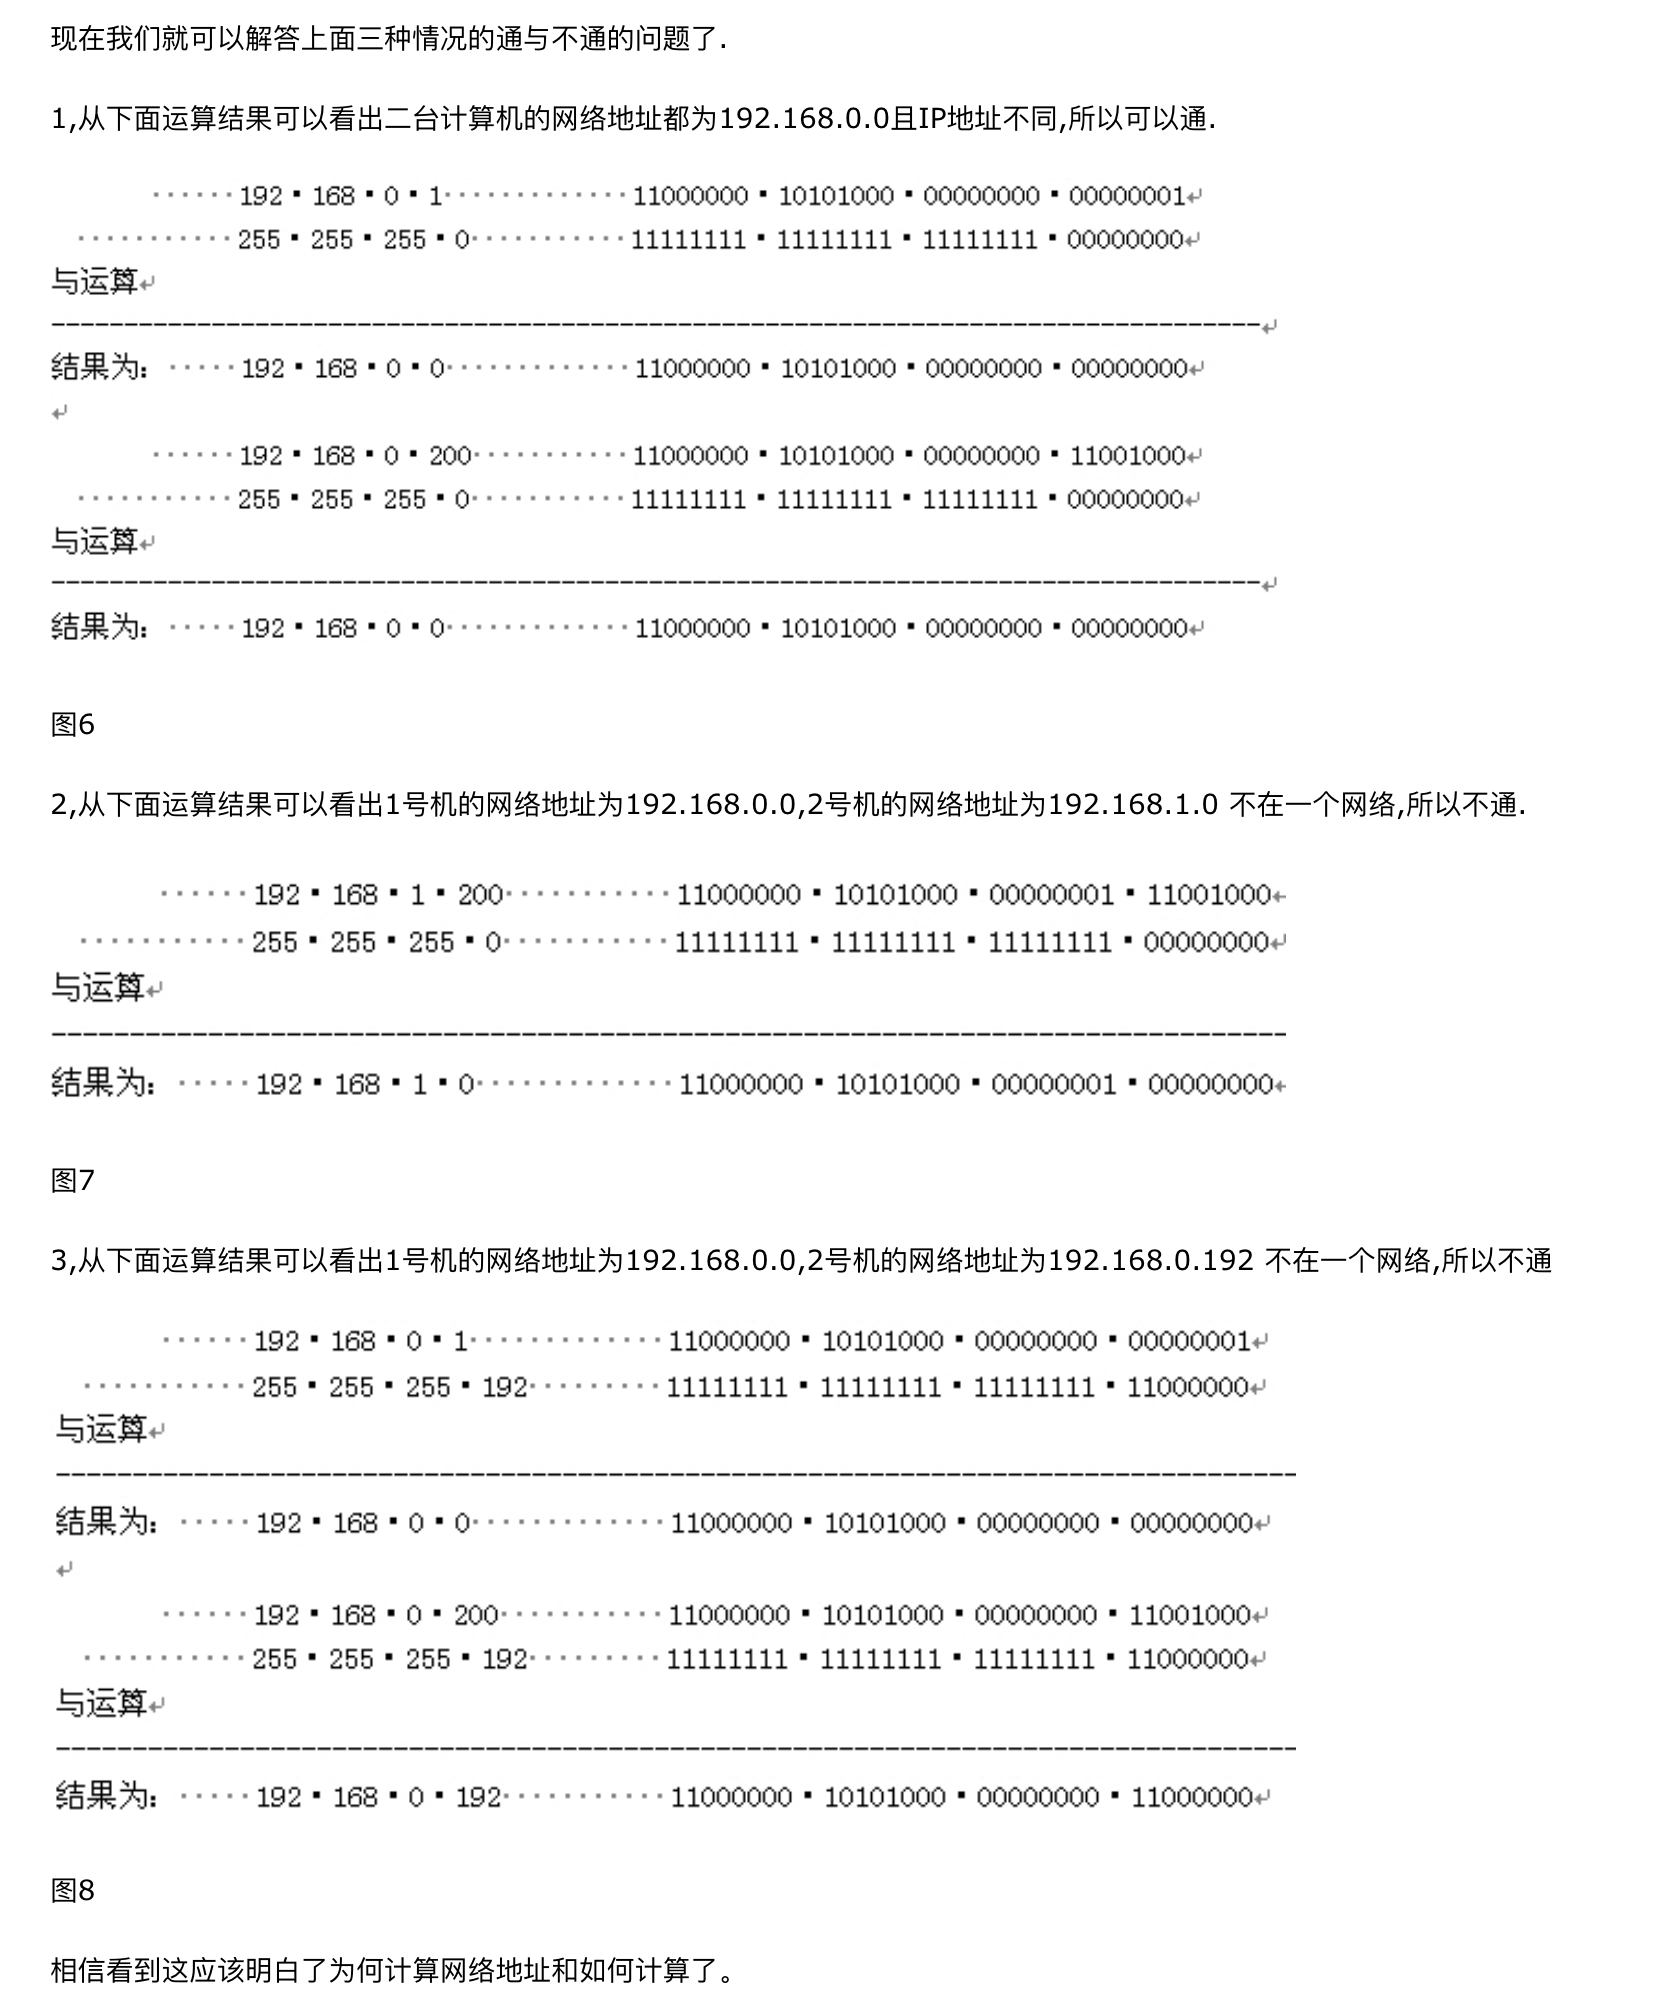 现在我们就可以解答上面三种情况的通与不通的问题了.
1,从下面运算结果可以看出二台计算机的网络地址都为192.168.0.0且IP地址不同,所以可以通.
······192▪168▪0▪1·············11000000▪10101000▪00000000▪00000001↵
···········255▪255▪255▪0···········11111111▪11111111▪11111111▪00000000↵
与运算↵
-----------------------------------------------------------------------------------↵
结果为: ·····192▪168▪0▪0·············11000000▪10101000▪00000000▪00000000↵
↵
······192▪168▪0▪200···········11000000▪10101000▪00000000▪11001000↵
···········255▪255▪255▪0···········11111111▪11111111▪11111111▪00000000↵
与运算↵
-----------------------------------------------------------------------------------↵
结果为: ·····192▪168▪0▪0·············11000000▪10101000▪00000000▪00000000↵
图6
2,从下面运算结果可以看出1号机的网络地址为192.168.0.0,2号机的网络地址为192.168.1.0 不在一个网络,所以不通.
······192▪168▪1▪200···········11000000▪10101000▪00000001▪11001000↵
···········255▪255▪255▪0···········11111111▪11111111▪11111111▪00000000↵
与运算↵
-------------------------------------------------------------------------------
结果为: ·····192▪168▪1▪0·············11000000▪10101000▪00000001▪00000000↵
图7
3,从下面运算结果可以看出1号机的网络地址为192.168.0.0,2号机的网络地址为192.168.0.192 不在一个网络,所以不通
······192▪168▪0▪1·············11000000▪10101000▪00000000▪00000001↵
···········255▪255▪255▪192·········11111111▪11111111▪11111111▪11000000↵
与运算↵
---------------------------------------------------------------------------------
结果为: ·····192▪168▪0▪0·············11000000▪10101000▪00000000▪00000000↵
↵
······192▪168▪0▪200···········11000000▪10101000▪00000000▪11001000↵
···········255▪255▪255▪192·········11111111▪11111111▪11111111▪11000000↵
与运算↵
---------------------------------------------------------------------------------
结果为: ·····192▪168▪0▪192···········11000000▪10101000▪00000000▪11000000↵
图8
相信看到这应该明白了为何计算网络地址和如何计算了。